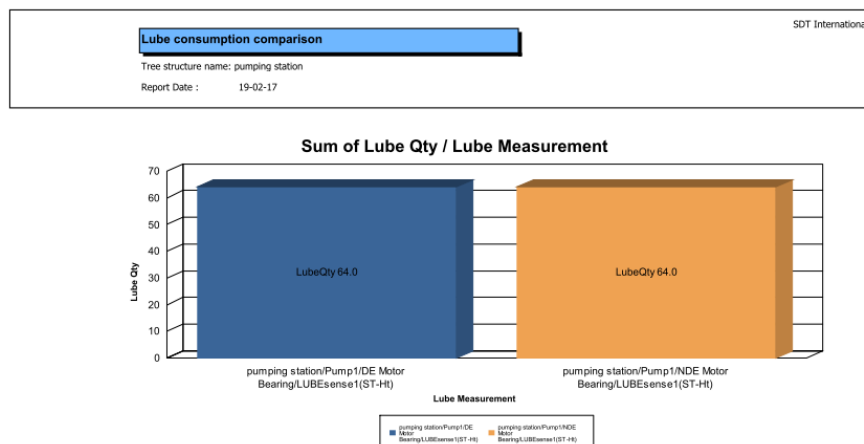 SDT Internationa
Lube consumption comparison
Tree structure name: pumping station
Report Date : 19-02-17
Sum of Lube Qty / Lube Measurement
70
60
50
40
30
20
10
0
Lube Qty
LubeQty 64.0
LubeQty 64.0
pumping station/Pump1/DE Motor
Bearing/LUBEsense1(ST-Ht)
pumping station/Pump1/NDE Motor
Bearing/LUBEsense1(ST-Ht)
Lube Measurement
pumping station/Pump1/DE
Motor
Bearing/LUBEsense1(ST-Ht)
pumping station/Pump1/NDE
Motor
Bearing/LUBEsense1(ST-Ht)